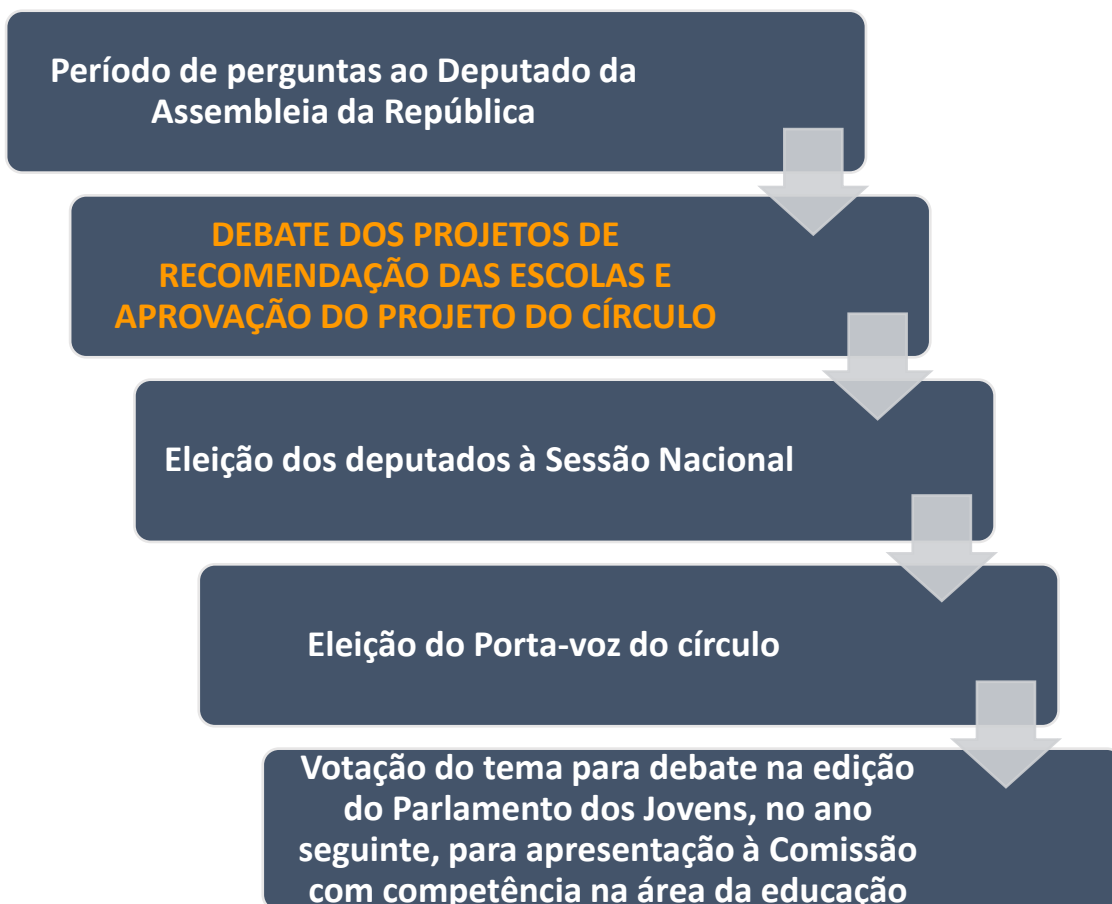 Período de perguntas ao Deputado da
Assembleia da República
DEBATE DOS PROJETOS DE
RECOMENDAÇÃO DAS ESCOLAS E
APROVAÇÃO DO PROJETO DO CÍRCULO
Eleição dos deputados à Sessão Nacional
Eleição do Porta-voz do círculo
Votação do tema para debate na edição
do Parlamento dos Jovens, no ano
seguinte, para apresentação à Comissão
com competência na área da educação